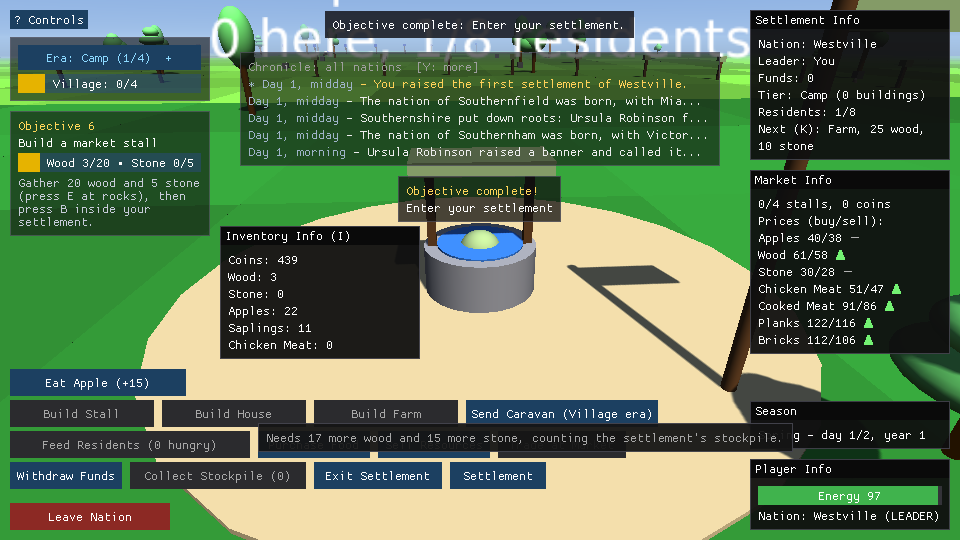 ? Controls
Era: Camp (1/4) +
Village: 0/4
Objective 6
Build a market stall
Wood 3/20 • Stone 0/5
Gather 20 wood and 5 stone
(press E at rocks), then
press B inside your
settlement.
Objective complete: Enter your settlement.
0 here, 1/8 residents
Chronicle: all nations [Y: more]
* Day 1, midday – You raised the first settlement of Westville.
Day 1, midday – The nation of Southernfield was born, with Mia...
Day 1, midday – Southernshire put down roots: Ursula Robinson f...
Day 1, midday – The nation of Southernham was born, with Victor...
Day 1, morning – Ursula Robinson raised a banner and called it...
Objective complete!
Enter your settlement
Inventory Info (I)
Coins: 439
Wood: 3
Stone: 0
Apples: 22
Saplings: 11
Chicken Meat: 0
Settlement Info
Nation: Westville
Leader: You
Funds: 0
Tier: Camp (0 buildings)
Residents: 1/8
Next (K): Farm, 25 wood,
10 stone
Market Info
0/4 stalls, 0 coins
Prices (buy/sell):
Apples 40/38 —
Wood 61/58
Stone 30/28 —
Chicken Meat 51/47
Cooked Meat 91/86
Planks 122/116
Bricks 112/106
Eat Apple (+15)
Build Stall
Build House
Build Farm
Send Caravan (Village era)
Feed Residents (0 hungry)
Needs 17 more wood and 15 more stone, counting the settlement's stockpile.
Withdraw Funds
Collect Stockpile (0)
Exit Settlement
Settlement
Leave Nation
Season
– day 1/2, year 1
Player Info
Energy 97
Nation: Westville (LEADER)